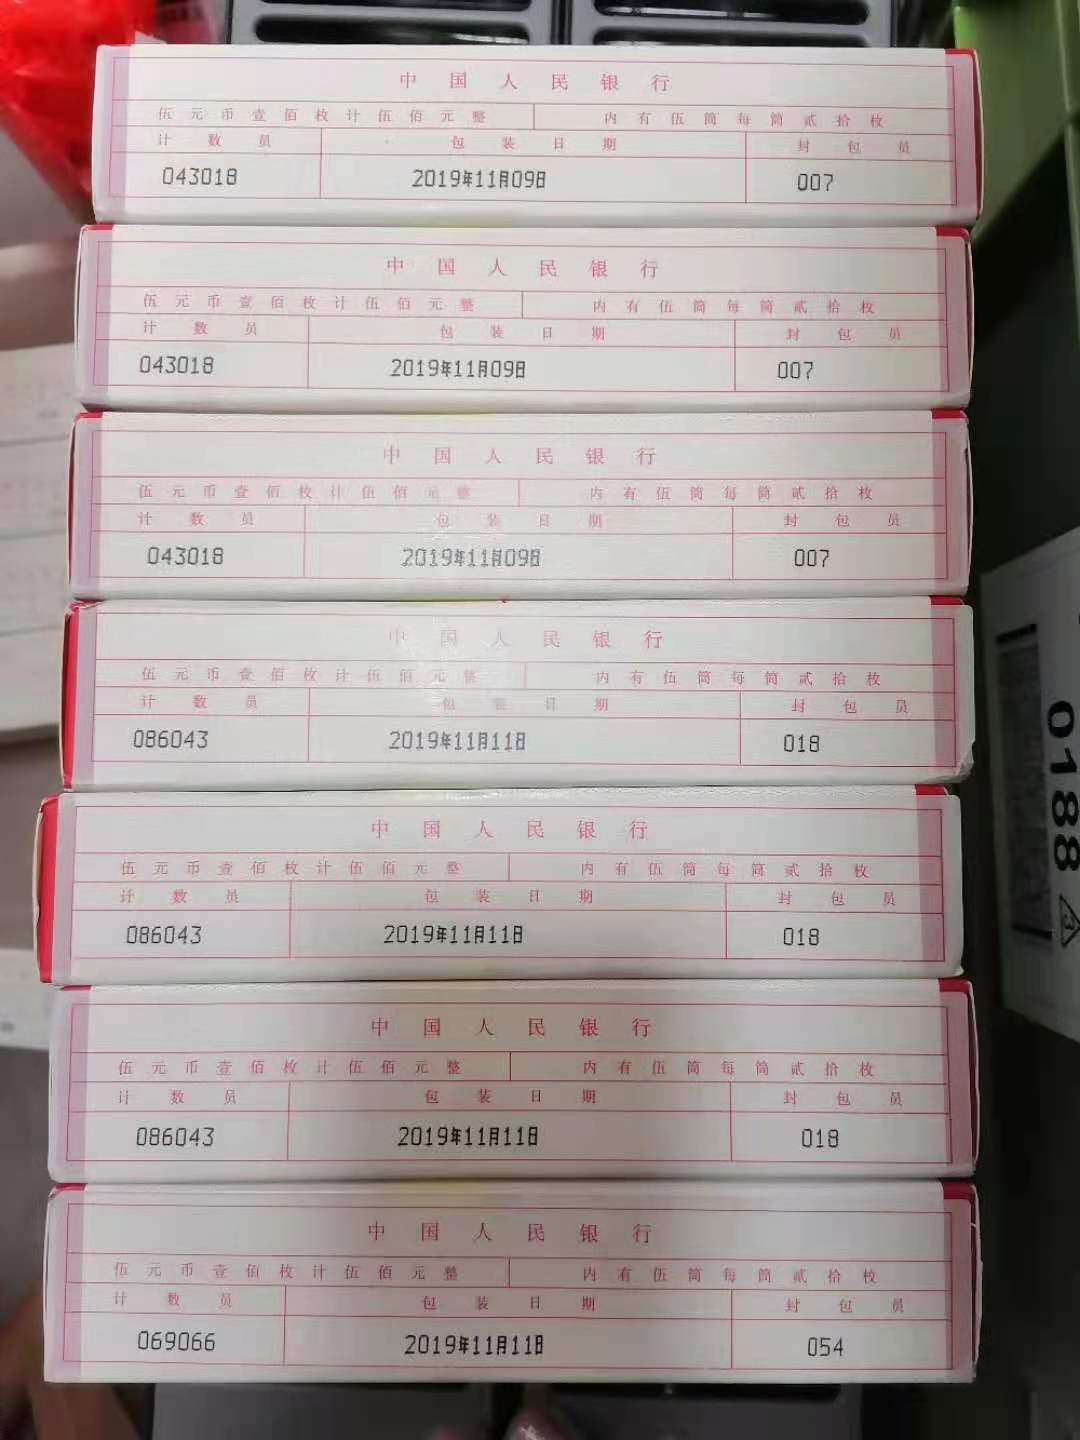 中国人民银行
伍元币壹佰枚计伍佰元整 内有伍筒每筒贰拾枚
计数员 包装日期 封包员
043018 2019年11月09日 007
中国人民银行
伍元币壹佰枚计伍佰元整 内有伍筒每筒贰拾枚
计数员 包装日期 封包员
043018 2019年11月09日 007
中国人民银行
伍元币壹佰枚计伍佰元整 内有伍筒每筒贰拾枚
计数员 包装日期 封包员
043018 2019年11月09日 007
中国人民银行
伍元币壹佰枚计伍佰元整 内有伍筒每筒贰拾枚
计数员 包装日期 封包员
086043 2019年11月11日 018
中国人民银行
伍元币壹佰枚计伍佰元整 内有伍筒每筒贰拾枚
计数员 包装日期 封包员
086043 2019年11月11日 018
中国人民银行
伍元币壹佰枚计伍佰元整 内有伍筒每筒贰拾枚
计数员 包装日期 封包员
086043 2019年11月11日 018
中国人民银行
伍元币壹佰枚计伍佰元整 内有伍筒每筒贰拾枚
计数员 包装日期 封包员
069066 2019年11月11日 054
0188
3